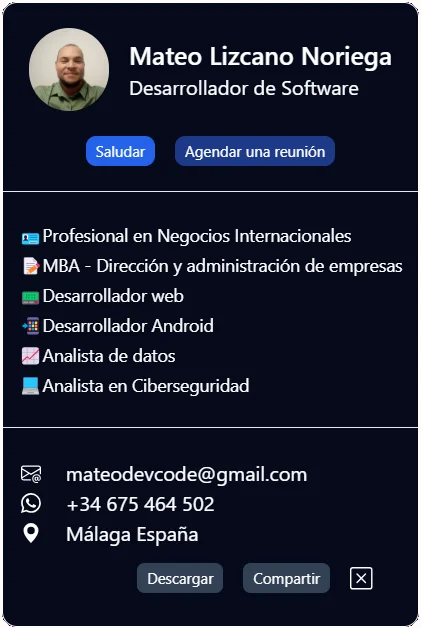 Mateo Lizcano Noriega
Desarrollador de Software
Saludar
Agendar una reunión
Profesional en Negocios Internacionales
MBA - Dirección y administración de empresas
Desarrollador web
Desarrollador Android
Analista de datos
Analista en Ciberseguridad
mateodevcode@gmail.com
+34 675 464 502
Málaga España
Descargar
Compartir